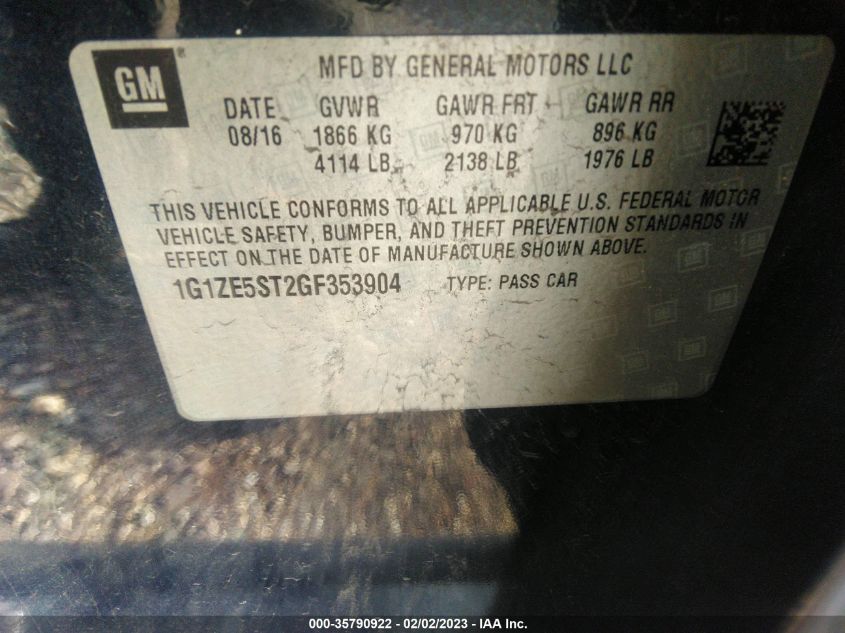 GM ®
MFD BY GENERAL MOTORS LLC
DATE GVWR GAWR FRT GAWR RR
08/16 1866 KG 970 KG 896 KG
4114 LB 2138 LB 1976 LB
THIS VEHICLE CONFORMS TO ALL APPLICABLE U.S. FEDERAL MOTOR
VEHICLE SAFETY, BUMPER, AND THEFT PREVENTION STANDARDS IN
EFFECT ON THE DATE OF MANUFACTURE SHOWN ABOVE.
1G1ZE5ST2GF353904 TYPE: PASS CAR
000-35790922 - 02/02/2023 - IAA Inc.